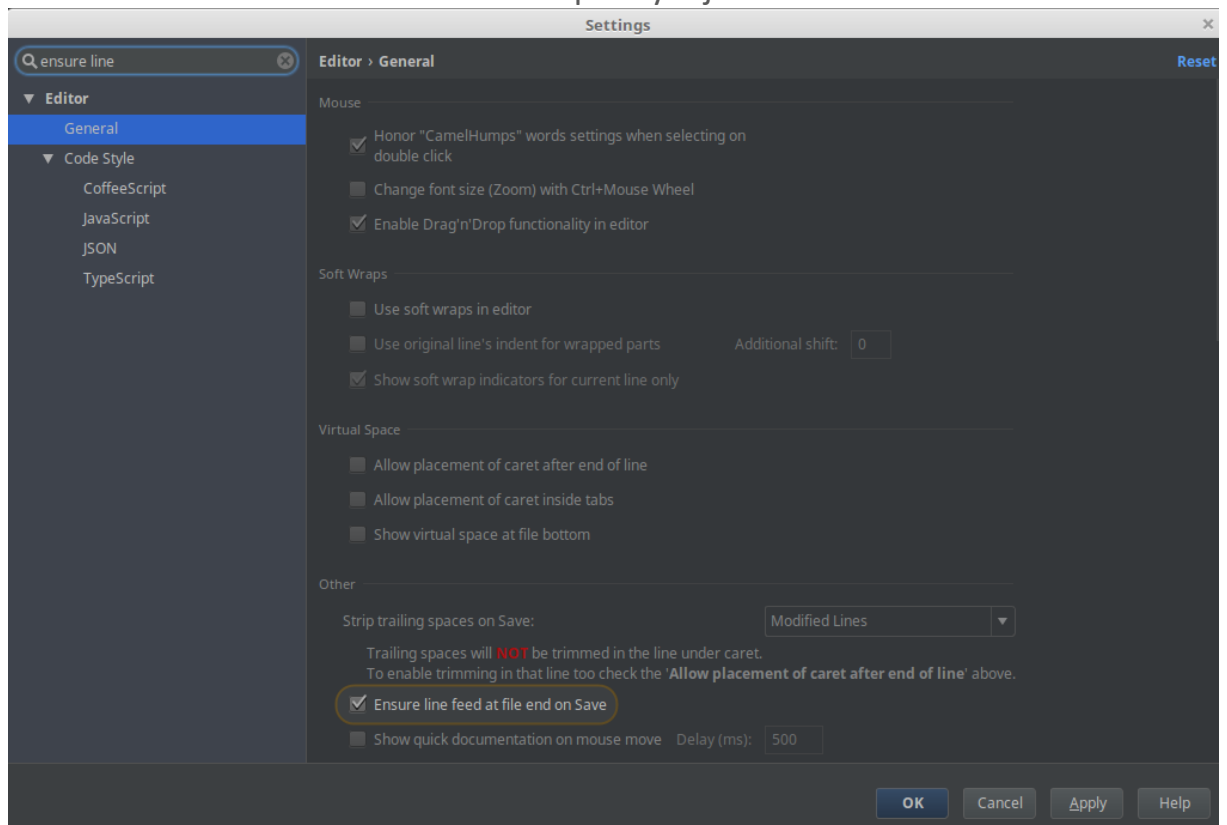 Settings
ensure line
Editor › General
Reset
Editor
General
Code Style
CoffeeScript
JavaScript
JSON
TypeScript
Mouse
Honor "CamelHumps" words settings when selecting on
double click
Change font size (Zoom) with Ctrl+Mouse Wheel
Enable Drag'n'Drop functionality in editor
Soft Wraps
Use soft wraps in editor
Use original line's indent for wrapped parts Additional shift: 0
Show soft wrap indicators for current line only
Virtual Space
Allow placement of caret after end of line
Allow placement of caret inside tabs
Show virtual space at file bottom
Other
Strip trailing spaces on Save: Modified Lines
Trailing spaces will NOT be trimmed in the line under caret.
To enable trimming in that line too check the 'Allow placement of caret after end of line' above.
Ensure line feed at file end on Save
Show quick documentation on mouse move Delay (ms): 500
OK Cancel Apply Help